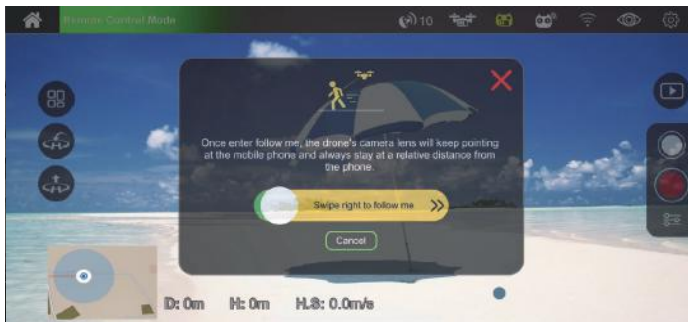 Remote Control Mode
10
Once enter follow me, the drone's camera lens will keep pointing
at the mobile phone and always stay at a relative distance from
the phone.
Swipe right to follow me
Cancel
D: 0m H: 0m H.S: 0.0m/s